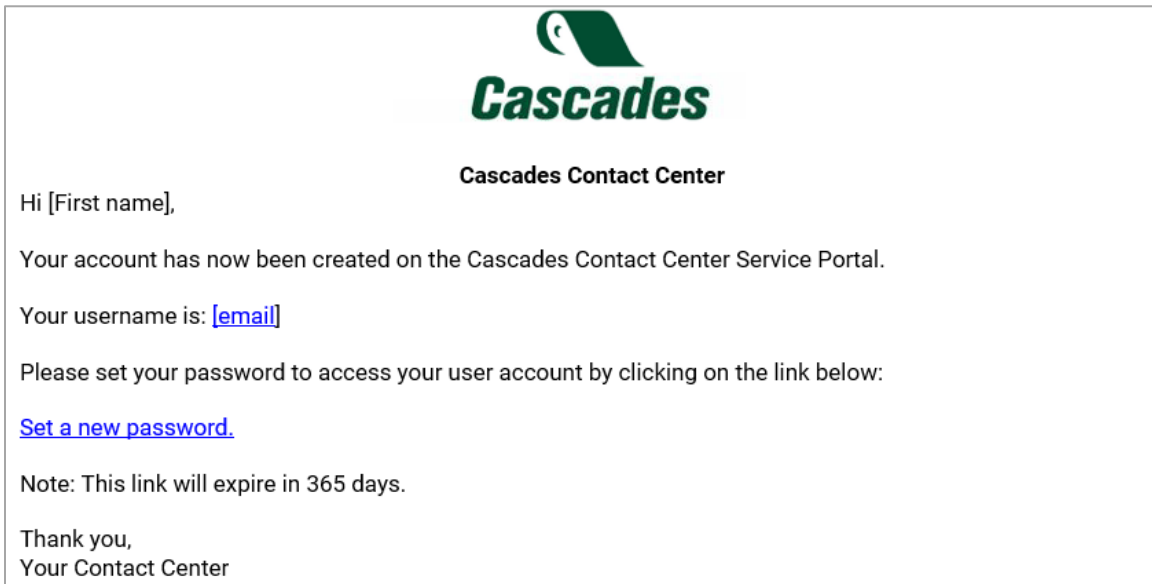 Cascades
Cascades Contact Center
Hi [First name],
Your account has now been created on the Cascades Contact Center Service Portal.
Your username is: [email]
Please set your password to access your user account by clicking on the link below:
Set a new password.
Note: This link will expire in 365 days.
Thank you,
Your Contact Center